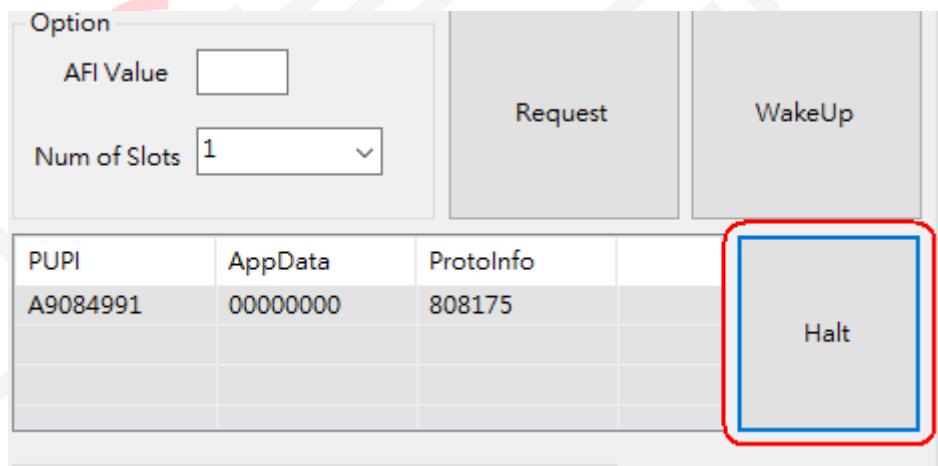 Option
AFI Value
Num of Slots 1
Request
WakeUp
PUPI AppData ProtoInfo
A9084991 00000000 808175
Halt